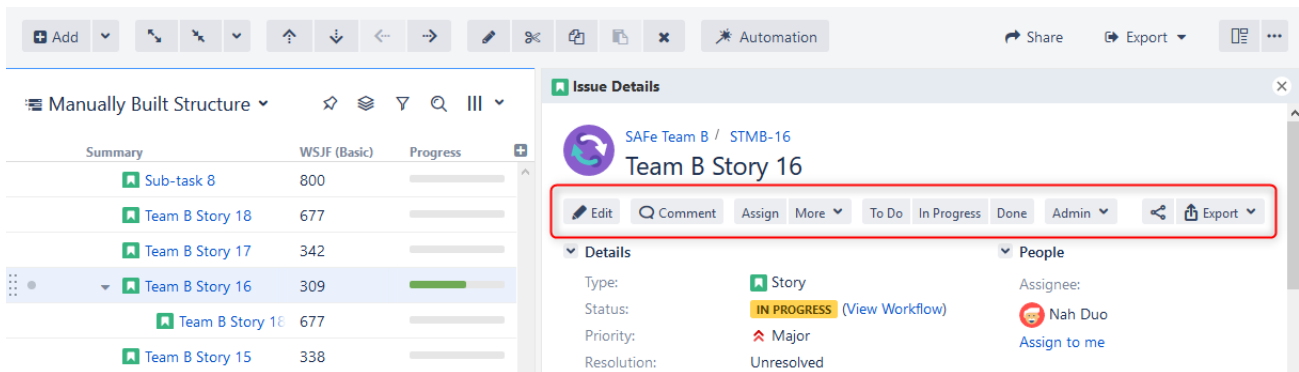 Add
Automation
Share
Export
Manually Built Structure
Summary WSJF (Basic) Progress
Sub-task 8 800
Team B Story 18 677
Team B Story 17 342
Team B Story 16 309
Team B Story 18 677
Team B Story 15 338
Issue Details
SAFe Team B / STMB-16
Team B Story 16
Edit Comment Assign More To Do In Progress Done Admin Export
Details
Type: Story
Status: IN PROGRESS (View Workflow)
Priority: Major
Resolution: Unresolved
People
Assignee:
Nah Duo
Assign to me